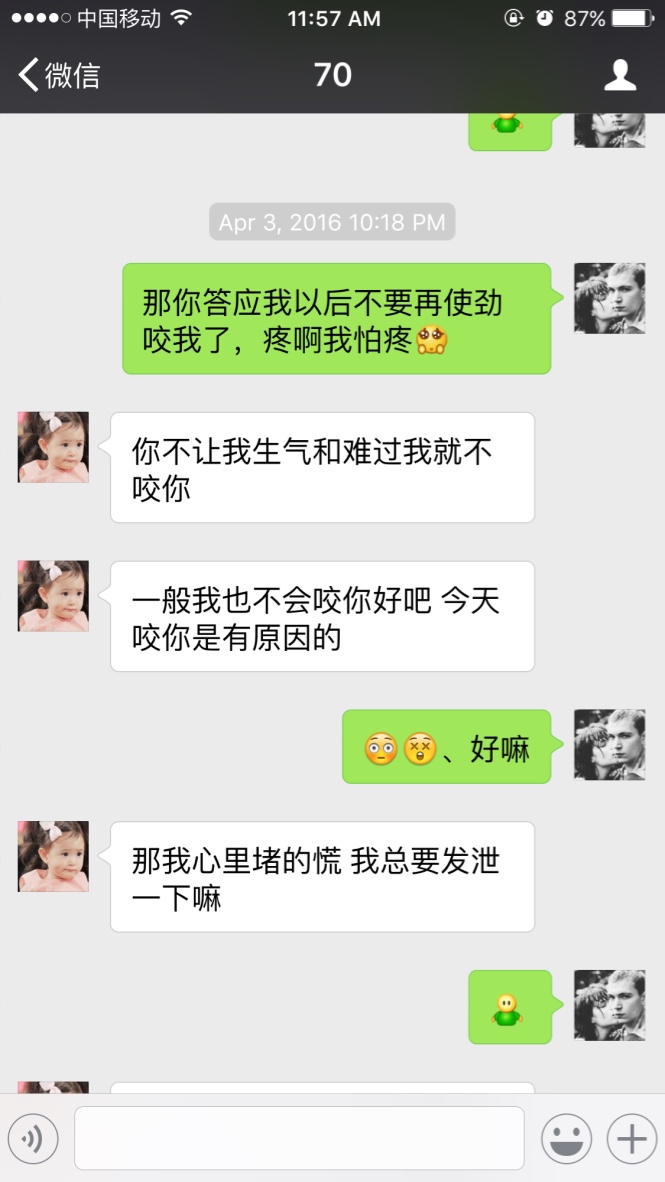 中国移动 11:57 AM 87%
微信 70
Apr 3, 2016 10:18 PM
那你答应我以后不要再使劲
咬我了，疼啊我怕疼
你不让我生气和难过我就不
咬你
一般我也不会咬你好吧 今天
咬你是有原因的
、好嘛
那我心里堵的慌 我总要发泄
一下嘛